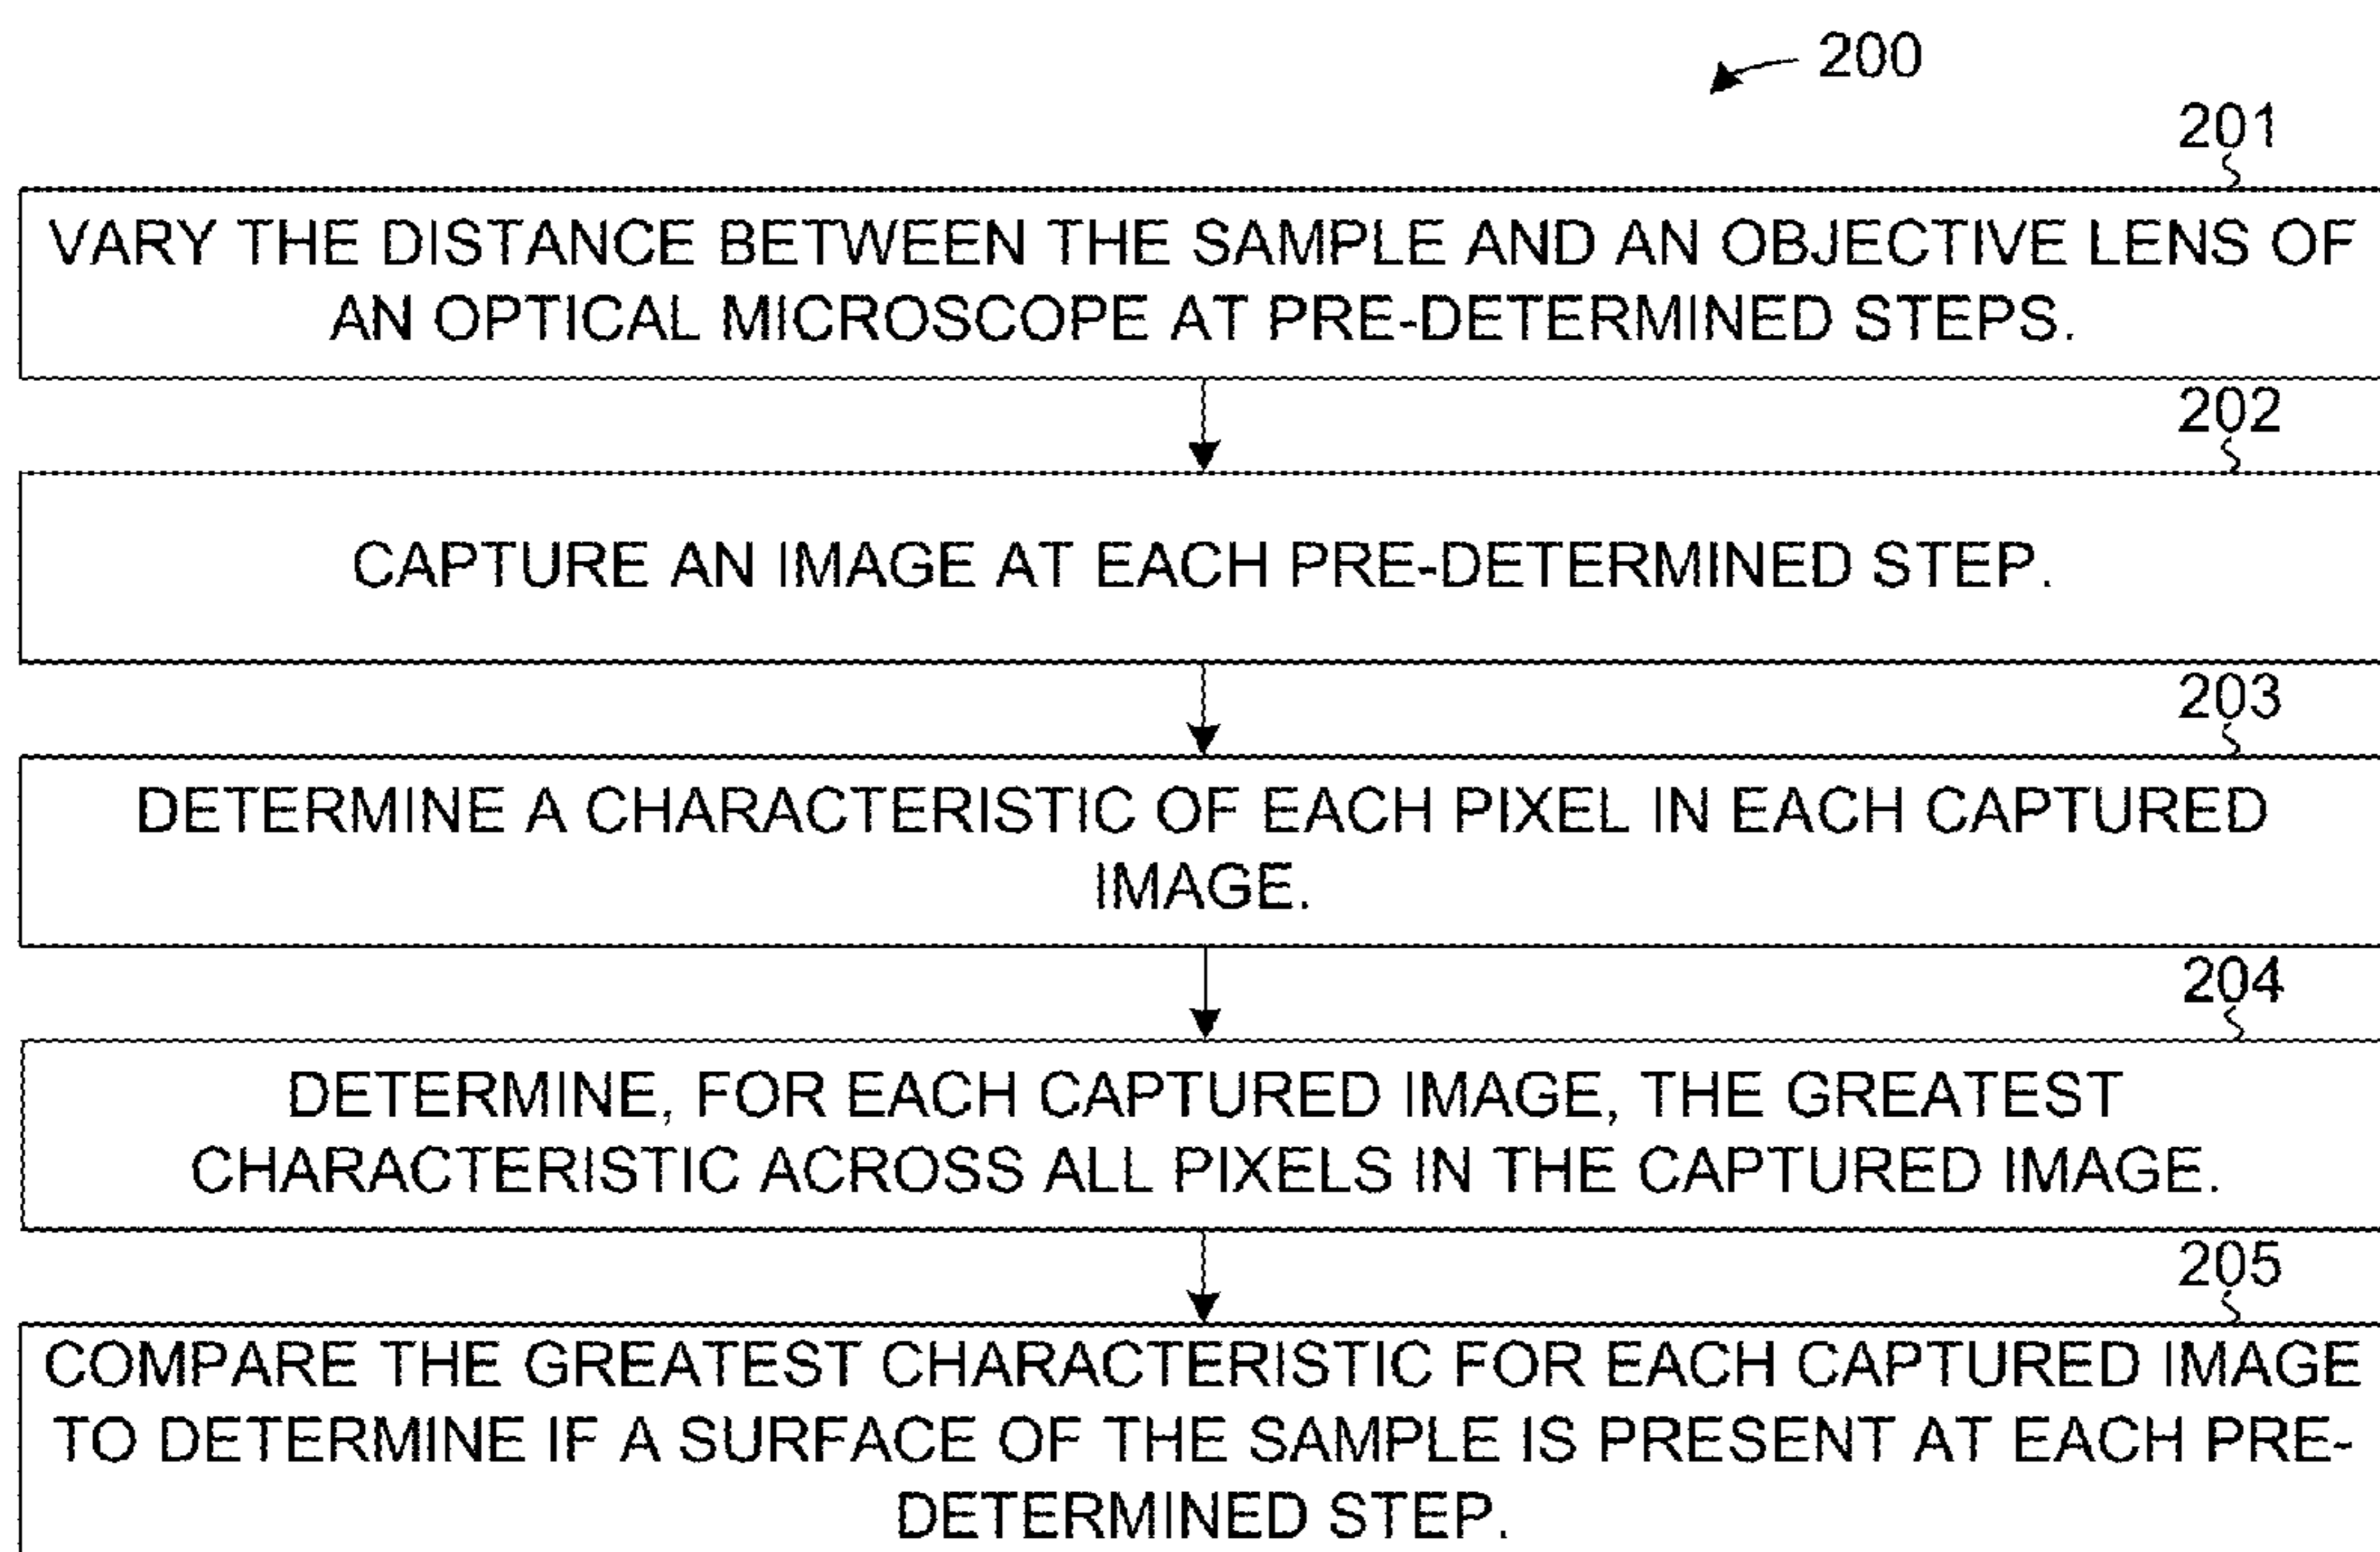 200
201
VARY THE DISTANCE BETWEEN THE SAMPLE AND AN OBJECTIVE LENS OF
AN OPTICAL MICROSCOPE AT PRE-DETERMINED STEPS.
202
CAPTURE AN IMAGE AT EACH PRE-DETERMINED STEP.
203
DETERMINE A CHARACTERISTIC OF EACH PIXEL IN EACH CAPTURED
IMAGE.
204
DETERMINE, FOR EACH CAPTURED IMAGE, THE GREATEST
CHARACTERISTIC ACROSS ALL PIXELS IN THE CAPTURED IMAGE.
205
COMPARE THE GREATEST CHARACTERISTIC FOR EACH CAPTURED IMAGE
TO DETERMINE IF A SURFACE OF THE SAMPLE IS PRESENT AT EACH PRE-
DETERMINED STEP.